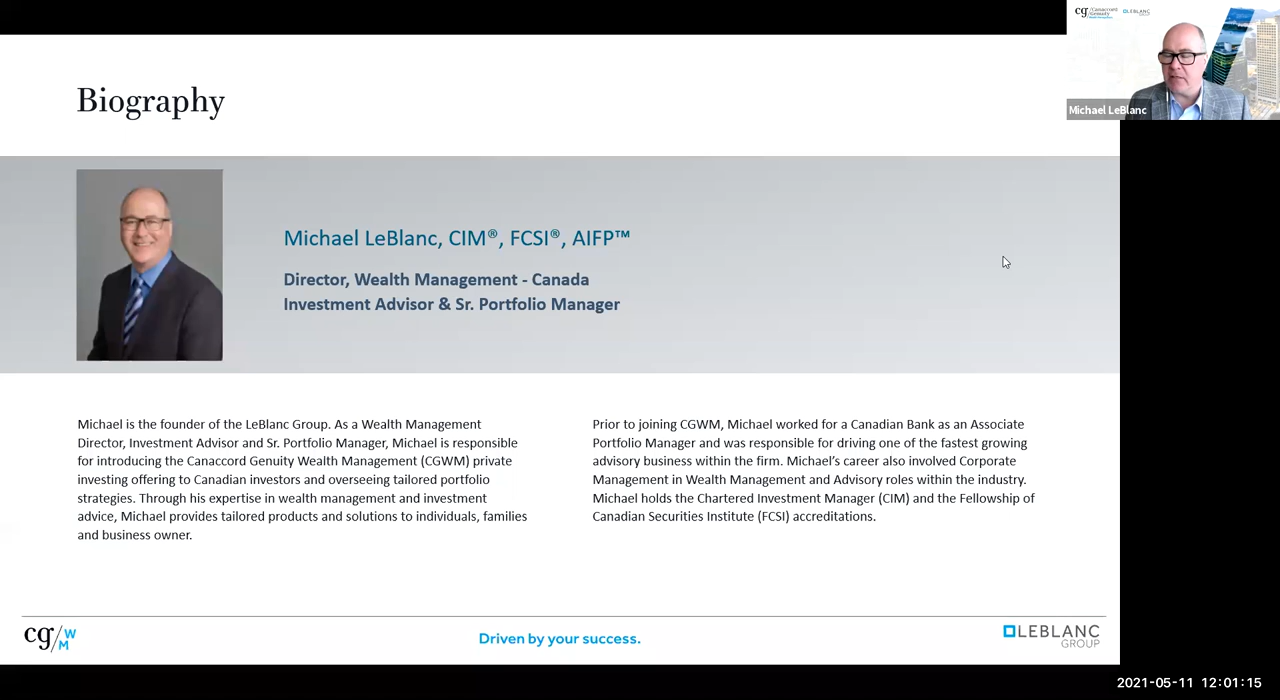 cg/Canaccord Genuity
LEBLANC GROUP
Michael LeBlanc
Biography
Michael LeBlanc, CIM®, FCSI®, AIFP™
Director, Wealth Management - Canada
Investment Advisor & Sr. Portfolio Manager
Michael is the founder of the LeBlanc Group. As a Wealth Management
Director, Investment Advisor and Sr. Portfolio Manager, Michael is responsible
for introducing the Canaccord Genuity Wealth Management (CGWM) private
investing offering to Canadian investors and overseeing tailored portfolio
strategies. Through his expertise in wealth management and investment
advice, Michael provides tailored products and solutions to individuals, families
and business owner.
Prior to joining CGWM, Michael worked for a Canadian Bank as an Associate
Portfolio Manager and was responsible for driving one of the fastest growing
advisory business within the firm. Michael’s career also involved Corporate
Management in Wealth Management and Advisory roles within the industry.
Michael holds the Chartered Investment Manager (CIM) and the Fellowship of
Canadian Securities Institute (FCSI) accreditations.
cg/WM
Driven by your success.
LEBLANC
GROUP
2021-05-11 12:01:15